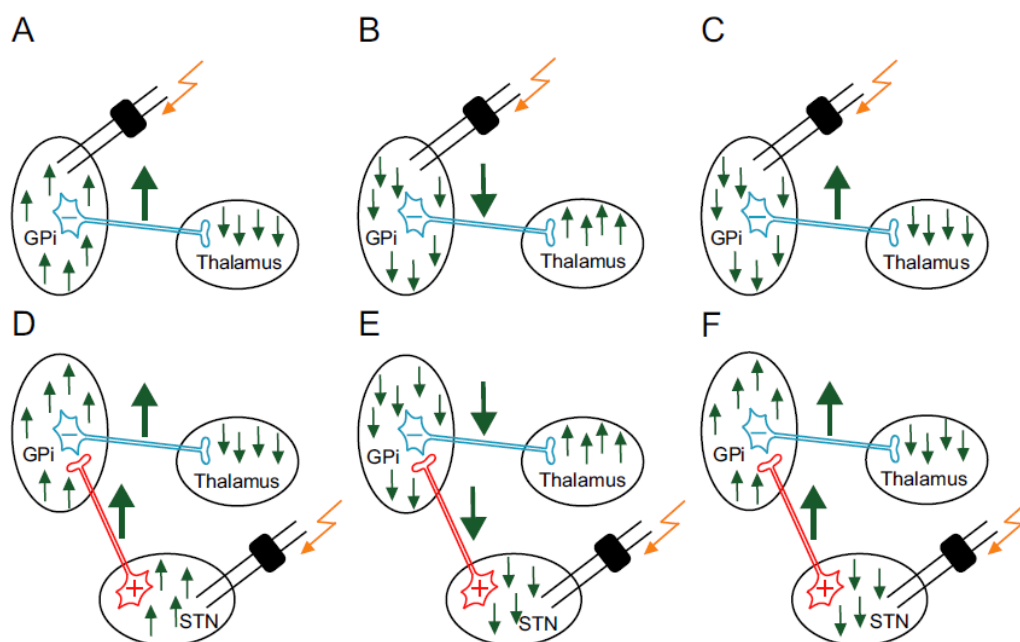 A
B
C
GPi
Thalamus
GPi
Thalamus
GPi
Thalamus
D
E
F
GPi
Thalamus
STN
GPi
Thalamus
STN
GPi
Thalamus
STN